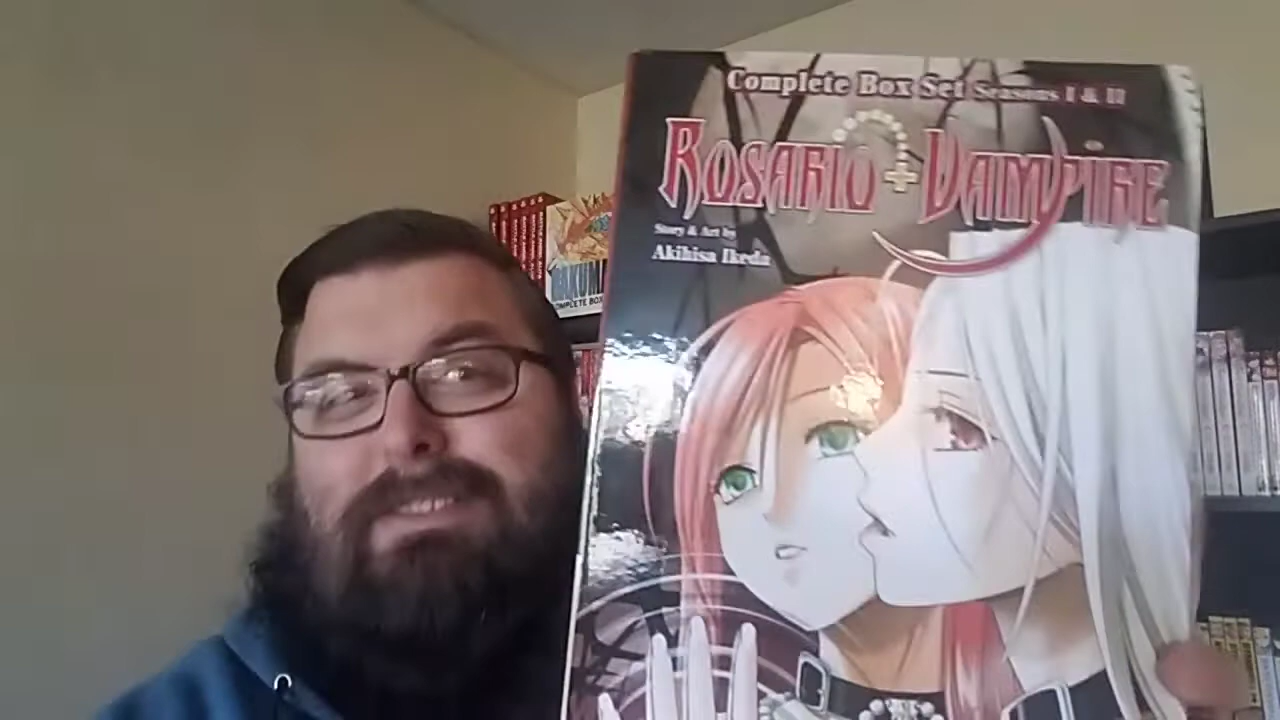 Complete Box Set Seasons I & II
ROSARIO+VAMPIRE
Story & Art by
Akihisa Ikeda
COMPLETE BOX